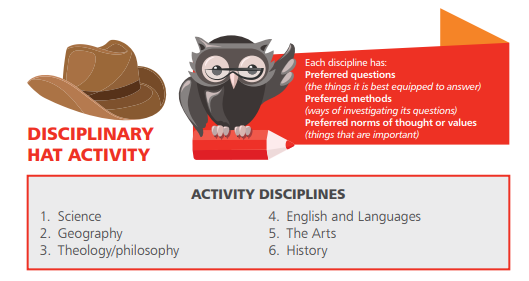 Each discipline has:
Preferred questions
(the things it is best equipped to answer)
Preferred methods
(ways of investigating its questions)
Preferred norms of thought or values
(things that are important)
DISCIPLINARY
HAT ACTIVITY
ACTIVITY DISCIPLINES
1. Science
2. Geography
3. Theology/philosophy
4. English and Languages
5. The Arts
6. History